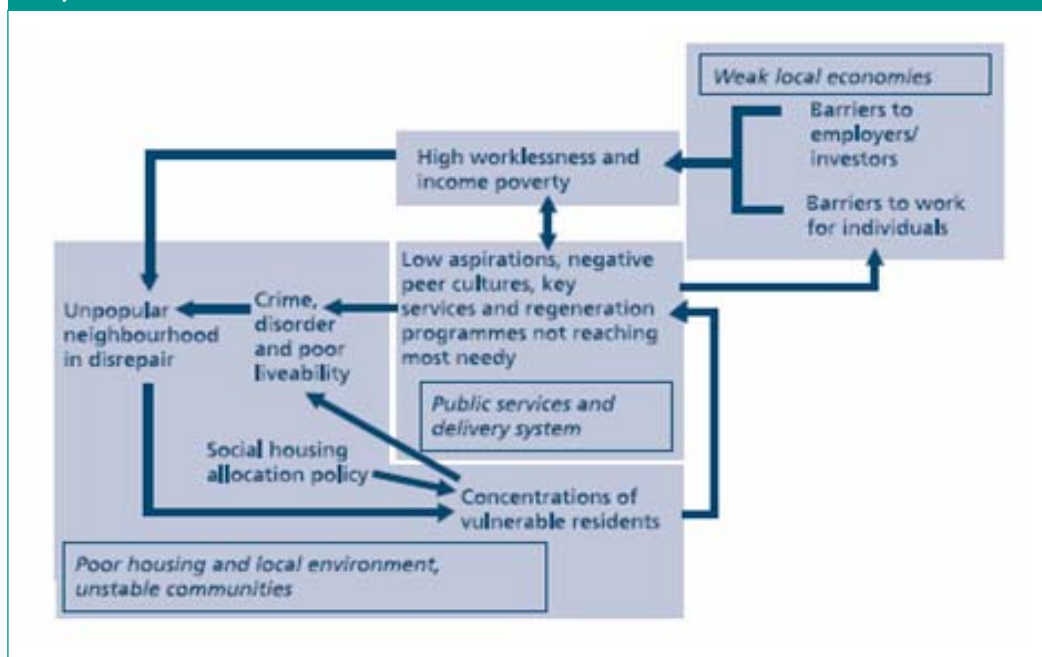 Weak local economies
Barriers to
employers/
investors
Barriers to work
for individuals
High worklessness and
income poverty
Low aspirations, negative
peer cultures, key
services and regeneration
programmes not reaching
most needy
Public services and
delivery system
Unpopular
neighbourhood
in disrepair
Crime,
disorder
and poor
liveability
Social housing
allocation policy
Concentrations of
vulnerable residents
Poor housing and local environment,
unstable communities